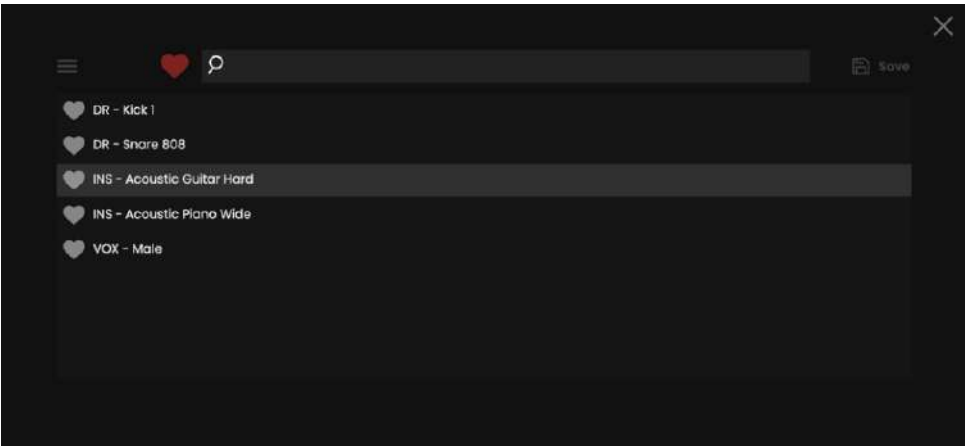 Save
DR - Kick 1
DR - Snare 808
INS - Acoustic Guitar Hard
INS - Acoustic Piano Wide
VOX - Male